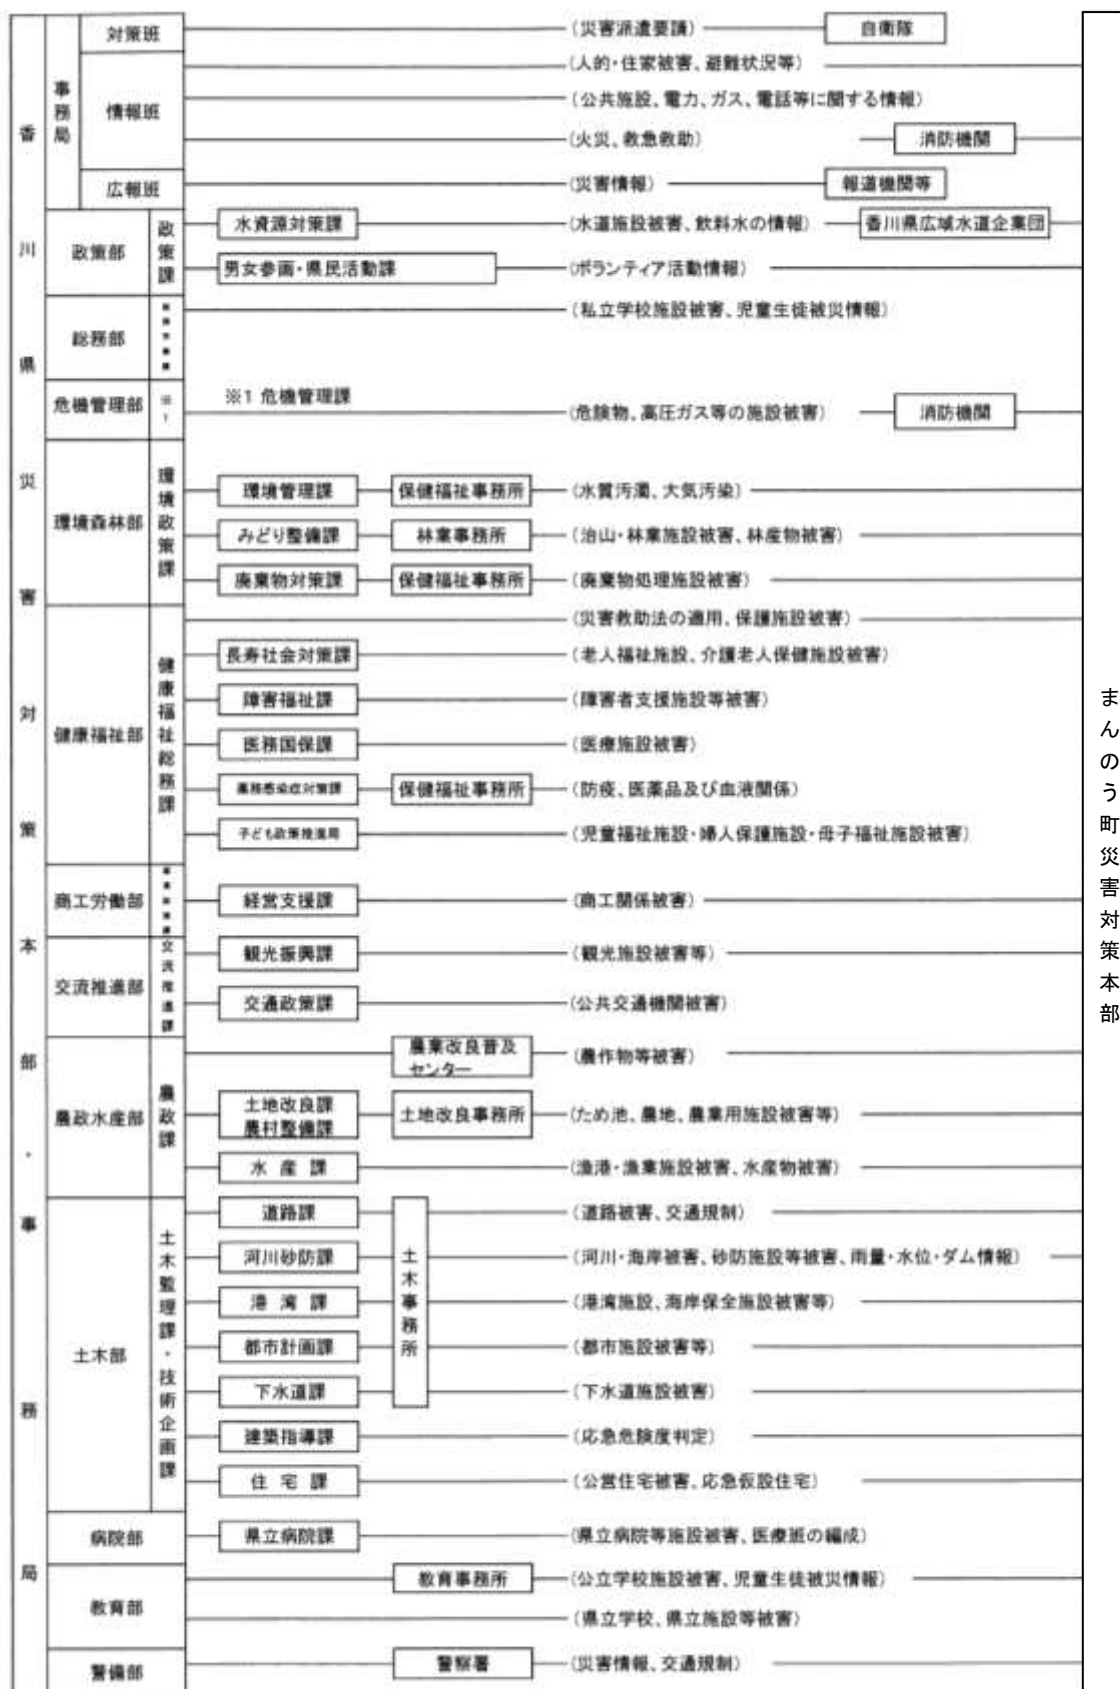 香川県災害対策本部・事務局
事務局
対策班
(災害派遣要請)
自衛隊
情報班
(人的・住家被害、避難状況等)
(公共施設、電力、ガス、電話等に関する情報)
(火災、救急救助)
消防機関
広報班
(災害情報)
報道機関等
政策部
政策課
水資源対策課
(水道施設被害、飲料水の情報)
香川県広域水道企業団
男女参画・県民活動課
(ボランティア活動情報)
総務部
(私立学校施設被害、児童生徒被災情報)
危機管理部
※1
※1 危機管理課
(危険物、高圧ガス等の施設被害)
消防機関
環境森林部
環境政策課
環境管理課
保健福祉事務所
(水質汚濁、大気汚染)
みどり整備課
林業事務所
(治山・林業施設被害、林産物被害)
廃棄物対策課
保健福祉事務所
(廃棄物処理施設被害)
健康福祉部
健康福祉総務課
(災害救助法の適用、保護施設被害)
長寿社会対策課
(老人福祉施設、介護老人保健施設被害)
障害福祉課
(障害者支援施設等被害)
医務国保課
(医療施設被害)
薬務感染症対策課
保健福祉事務所
(防疫、医薬品及び血液関係)
子ども政策推進局
(児童福祉施設・婦人保護施設・母子福祉施設被害)
商工労働部
経営支援課
(商工関係被害)
交流推進部
交流推進課
観光振興課
(観光施設被害等)
交通政策課
(公共交通機関被害)
農政水産部
農政課
農業改良普及
センター
(農作物等被害)
土地改良課
農村整備課
土地改良事務所
(ため池、農地、農業用施設被害等)
水産課
(漁港・漁業施設被害、水産物被害)
土木部
土木監理課・技術企画課
土木事務所
道路課
(道路被害、交通規制)
河川砂防課
(河川・海岸被害、砂防施設等被害、雨量・水位・ダム情報)
港湾課
(港湾施設、海岸保全施設被害等)
都市計画課
(都市施設被害等)
下水道課
(下水道施設被害)
建築指導課
(応急危険度判定)
住宅課
(公営住宅被害、応急仮設住宅)
病院部
県立病院課
(県立病院等施設被害、医療班の編成)
教育部
教育事務所
(公立学校施設被害、児童生徒被災情報)
(県立学校、県立施設等被害)
警備部
警察署
(災害情報、交通規制)
まんのう町災害対策本部